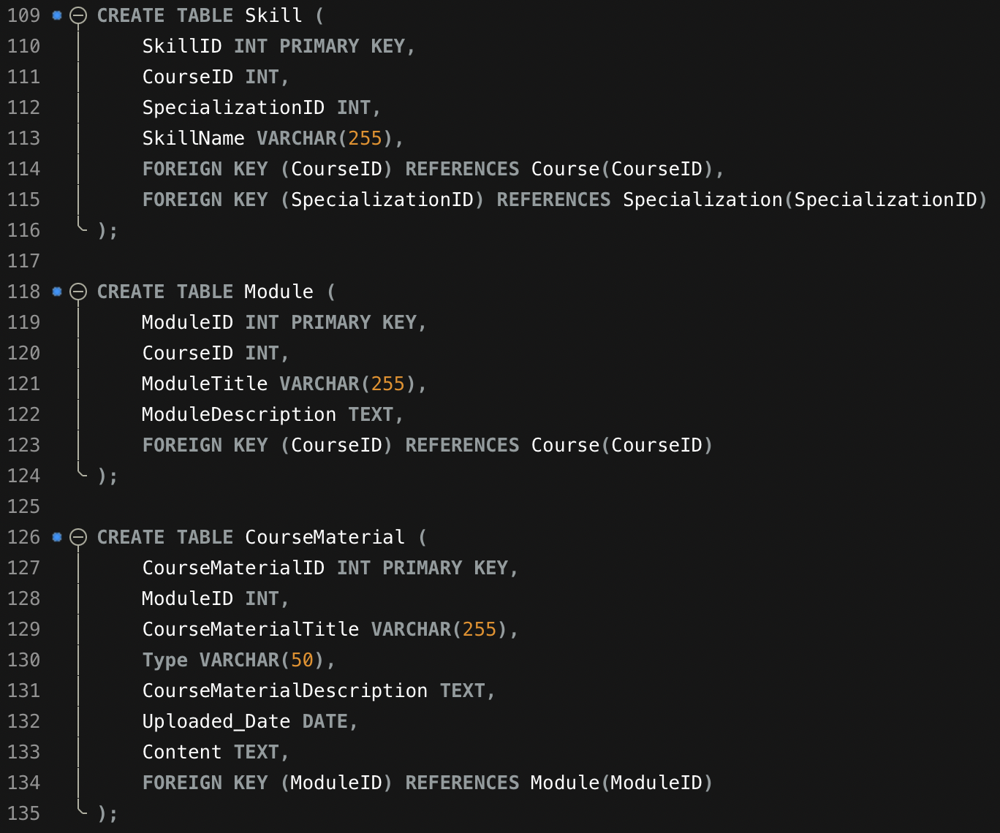 109 CREATE TABLE Skill (
110 SkillID INT PRIMARY KEY,
111 CourseID INT,
112 SpecializationID INT,
113 SkillName VARCHAR(255),
114 FOREIGN KEY (CourseID) REFERENCES Course(CourseID),
115 FOREIGN KEY (SpecializationID) REFERENCES Specialization(SpecializationID)
116 );
117
118 CREATE TABLE Module (
119 ModuleID INT PRIMARY KEY,
120 CourseID INT,
121 ModuleTitle VARCHAR(255),
122 ModuleDescription TEXT,
123 FOREIGN KEY (CourseID) REFERENCES Course(CourseID)
124 );
125
126 CREATE TABLE CourseMaterial (
127 CourseMaterialID INT PRIMARY KEY,
128 ModuleID INT,
129 CourseMaterialTitle VARCHAR(255),
130 Type VARCHAR(50),
131 CourseMaterialDescription TEXT,
132 Uploaded_Date DATE,
133 Content TEXT,
134 FOREIGN KEY (ModuleID) REFERENCES Module(ModuleID)
135 );